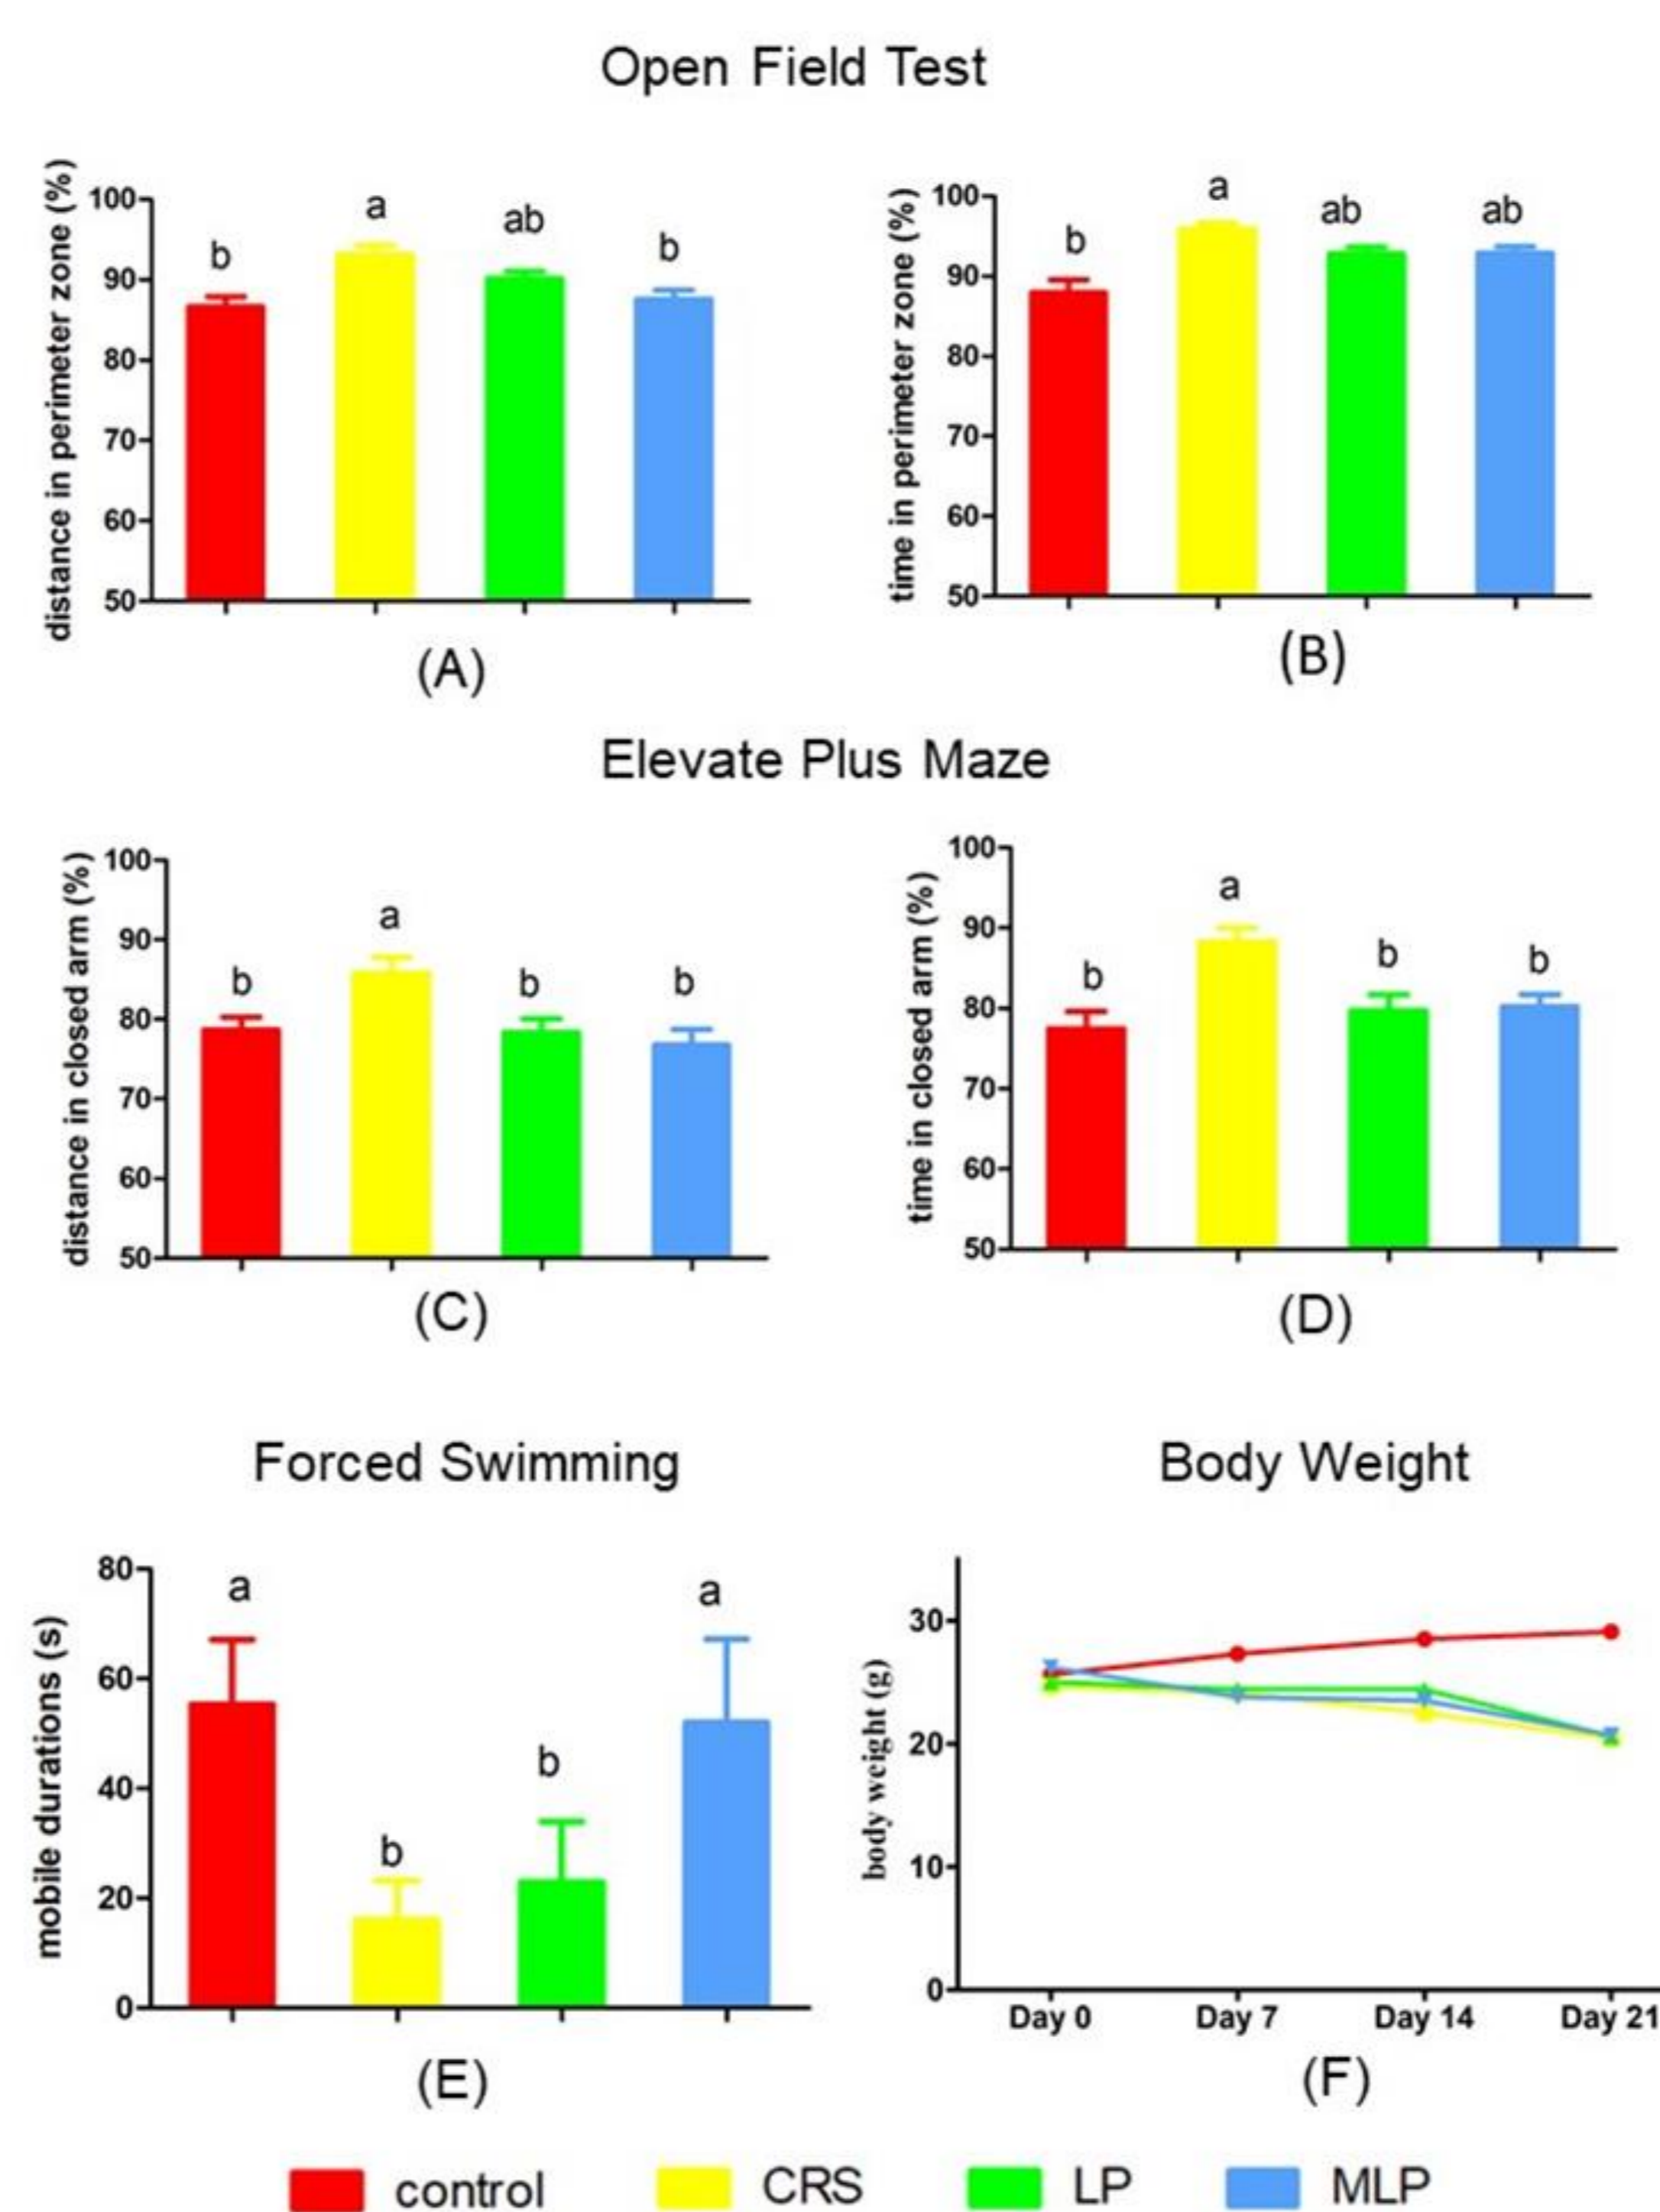 Open Field Test
distance in perimeter zone (%)
100
90
80
70
60
50
b
a
ab
b
(A)
time in perimeter zone (%)
100
90
80
70
60
50
b
a
ab
ab
(B)
Elevate Plus Maze
distance in closed arm (%)
100
90
80
70
60
50
b
a
b
b
(C)
time in closed arm (%)
100
90
80
70
60
50
b
a
b
b
(D)
Forced Swimming
mobile durations (s)
80
60
40
20
0
a
b
b
a
(E)
Body Weight
body weight (g)
30
20
10
0
Day 0 Day 7 Day 14 Day 21
(F)
control CRS LP MLP